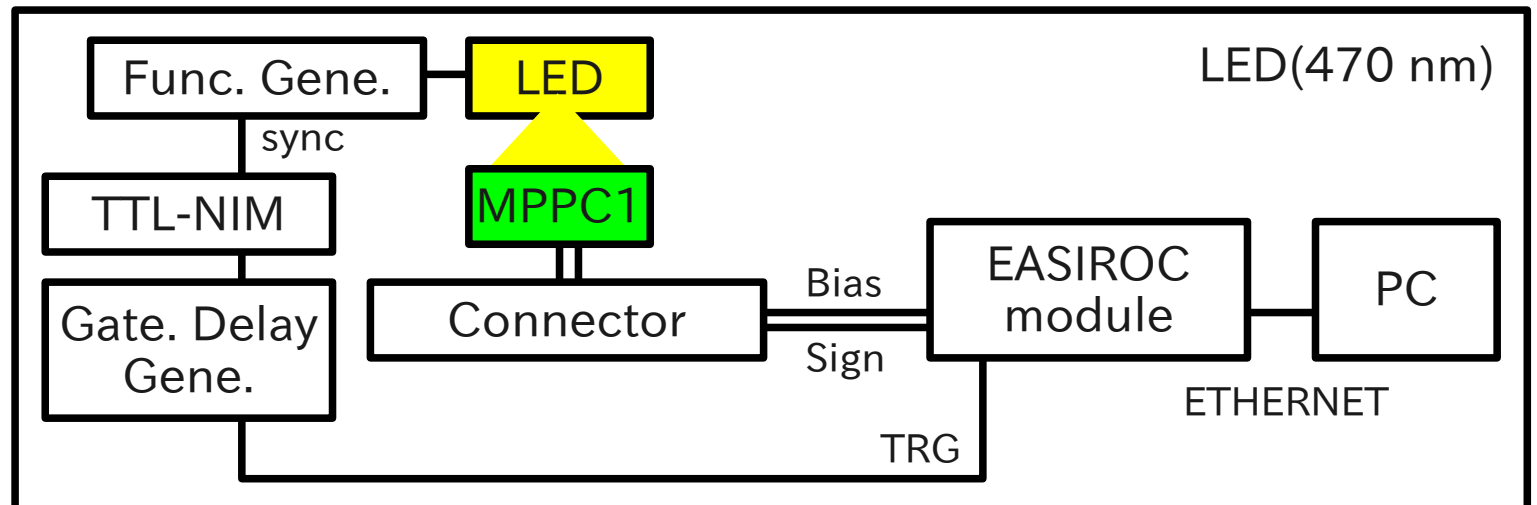 Func. Gene.
LED
LED(470 nm)
sync
MPPC1
TTL-NIM
EASIROC
module
PC
Bias
Connector
Gate. Delay
Gene.
Sign
ETHERNET
TRG